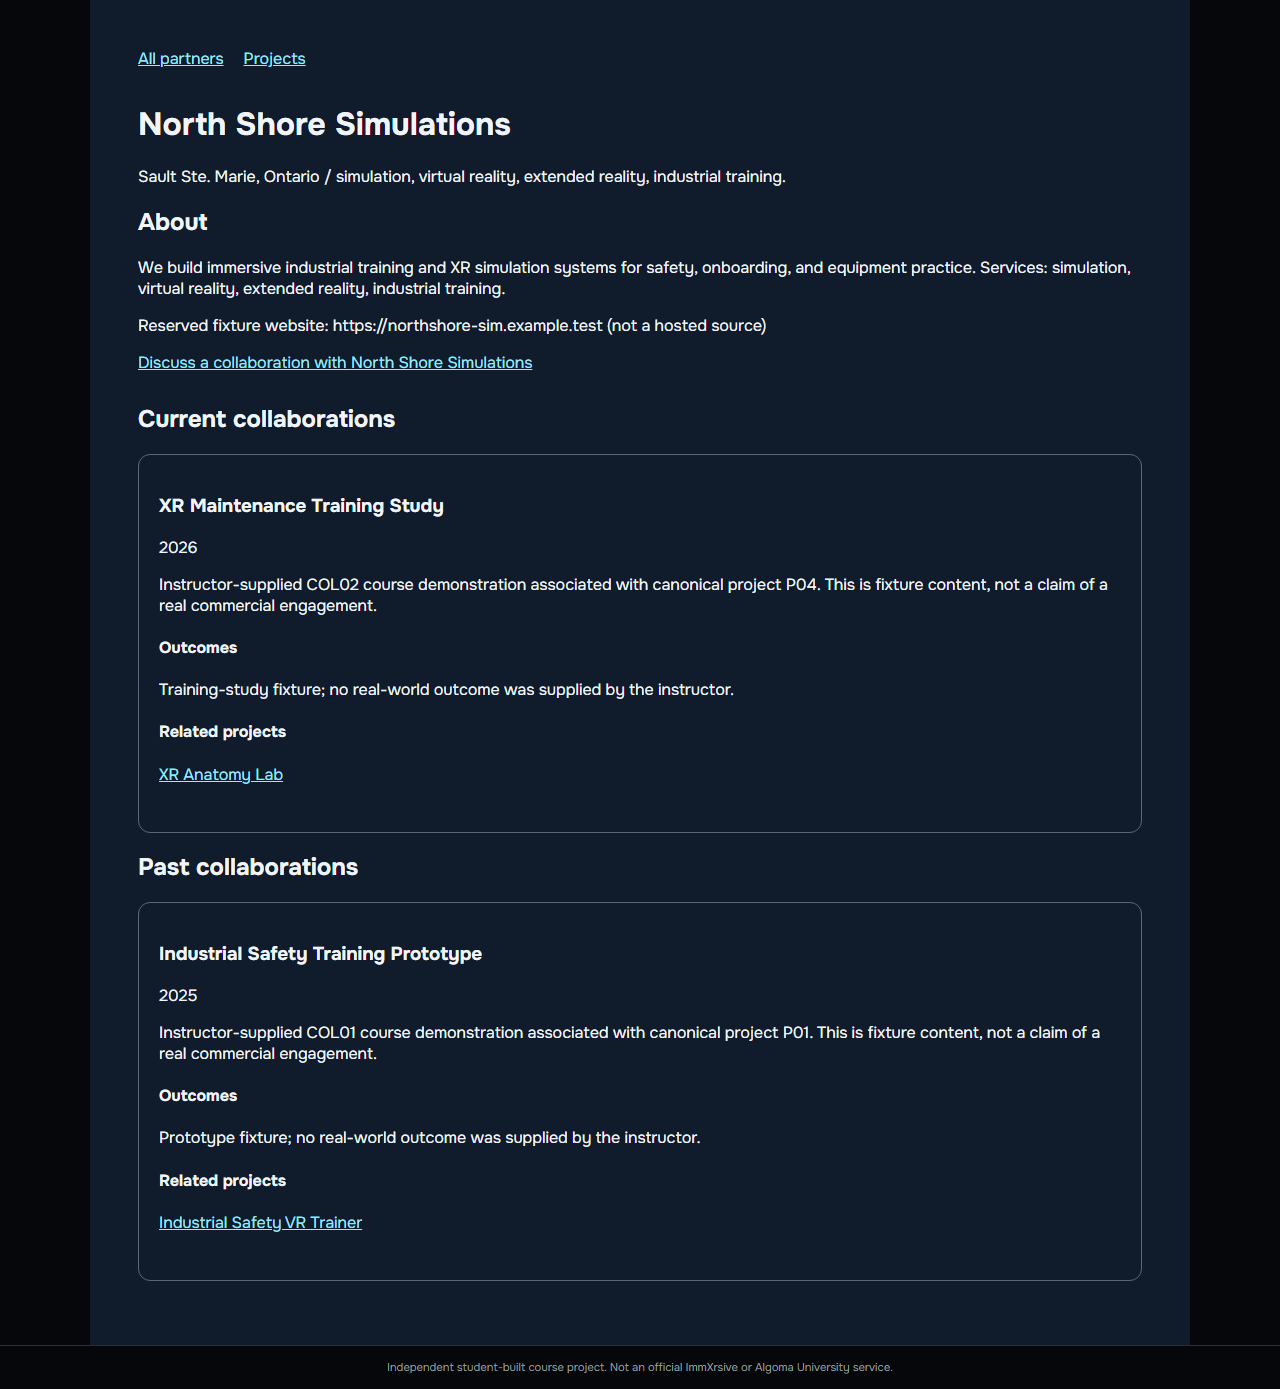 All partners Projects
North Shore Simulations
Sault Ste. Marie, Ontario / simulation, virtual reality, extended reality, industrial training.
About
We build immersive industrial training and XR simulation systems for safety, onboarding, and equipment practice. Services: simulation,
virtual reality, extended reality, industrial training.
Reserved fixture website: https://northshore-sim.example.test (not a hosted source)
Discuss a collaboration with North Shore Simulations
Current collaborations
XR Maintenance Training Study
2026
Instructor-supplied COL02 course demonstration associated with canonical project P04. This is fixture content, not a claim of a
real commercial engagement.
Outcomes
Training-study fixture; no real-world outcome was supplied by the instructor.
Related projects
XR Anatomy Lab
Past collaborations
Industrial Safety Training Prototype
2025
Instructor-supplied COL01 course demonstration associated with canonical project P01. This is fixture content, not a claim of a
real commercial engagement.
Outcomes
Prototype fixture; no real-world outcome was supplied by the instructor.
Related projects
Industrial Safety VR Trainer
Independent student-built course project. Not an official ImmXrsive or Algoma University service.